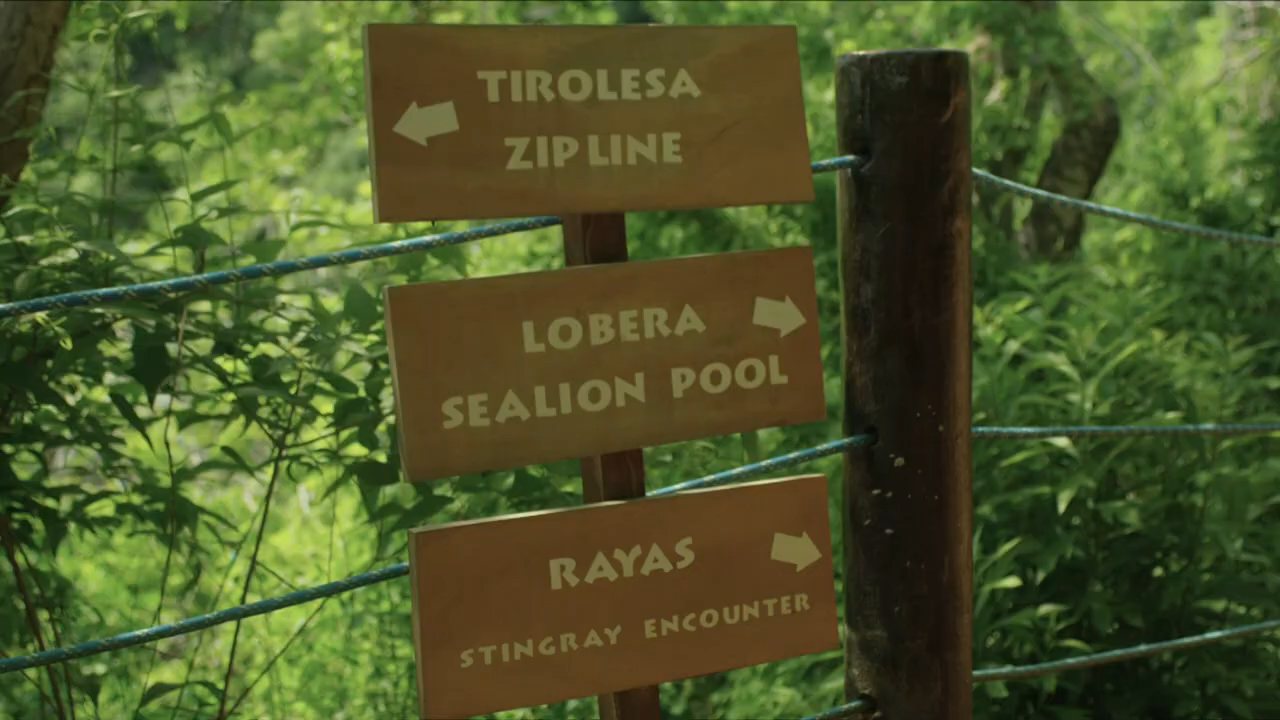 TIROLESA
ZIP LINE
LOBERA
SEALION POOL
RAYAS
STINGRAY ENCOUNTER